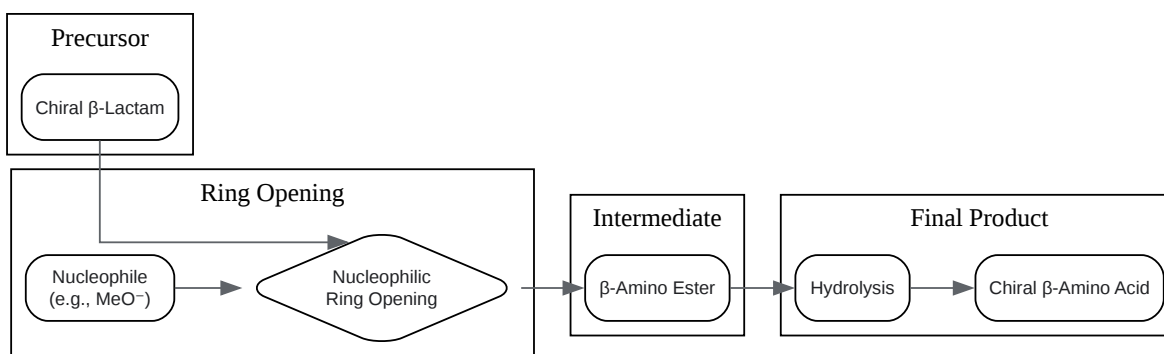 Precursor
Chiral β-Lactam
Ring Opening
Nucleophile
(e.g., MeO⁻)
Nucleophilic
Ring Opening
Intermediate
β-Amino Ester
Final Product
Hydrolysis
Chiral β-Amino Acid